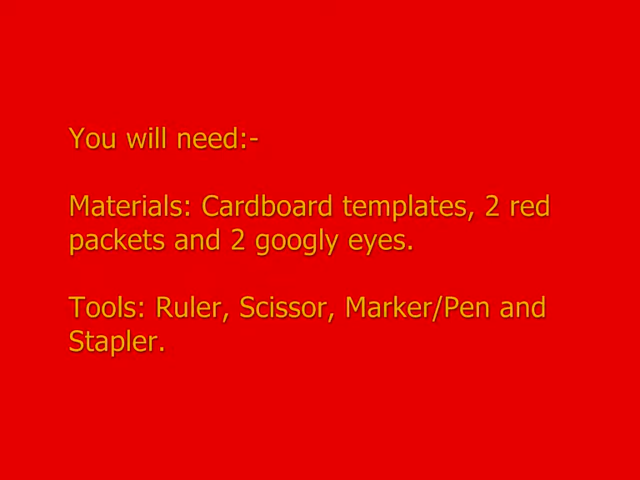 You will need:-
Materials: Cardboard templates, 2 red
packets and 2 googly eyes.
Tools: Ruler, Scissor, Marker/Pen and
Stapler.